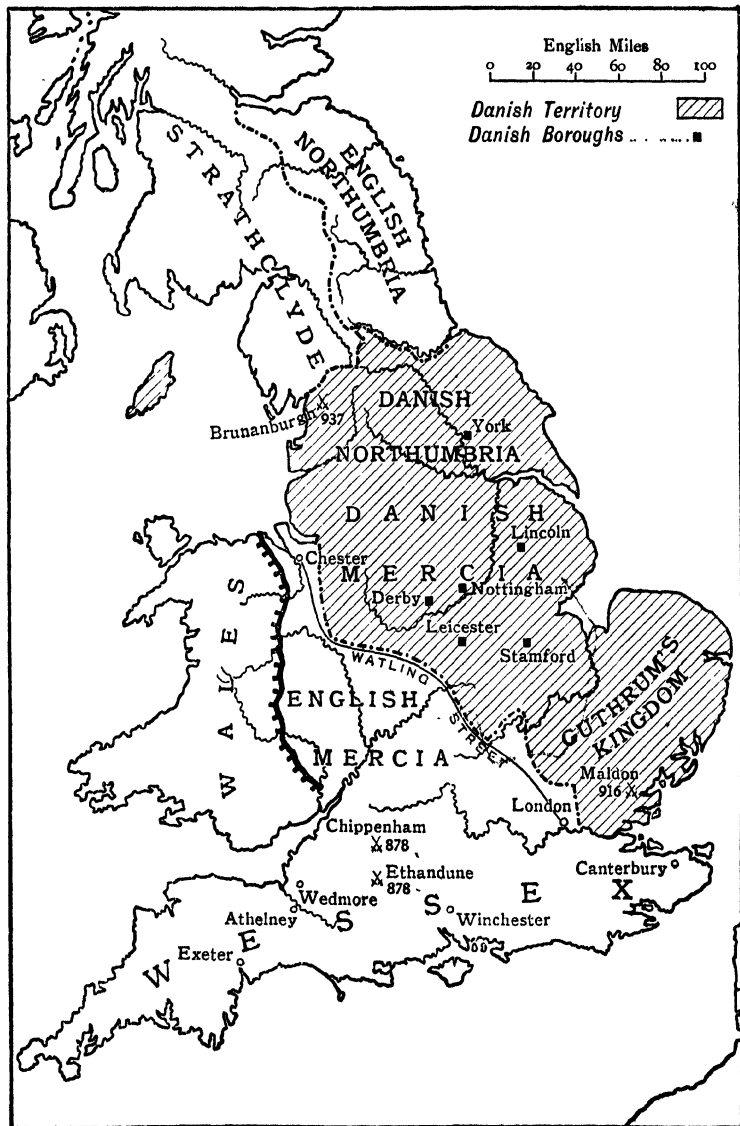 English Miles
0 20 40 60 80 100
Danish Territory
Danish Boroughs
STRATHCLYDE
ENGLISH
NORTHUMBRIA
DANISH
Brunanburgh
937
York
NORTHUMBRIA
DANISH
Lincoln
Chester
MERCIA
Derby
Nottingham
Leicester
Stamford
WALES
WATLING
STREET
ENGLISH
MERCIA
GUTHRUM'S
KINGDOM
Maldon
916
London
Chippenham
878
Ethandune
878
Canterbury
Wedmore
Athelney
Winchester
Exeter
WESSEX